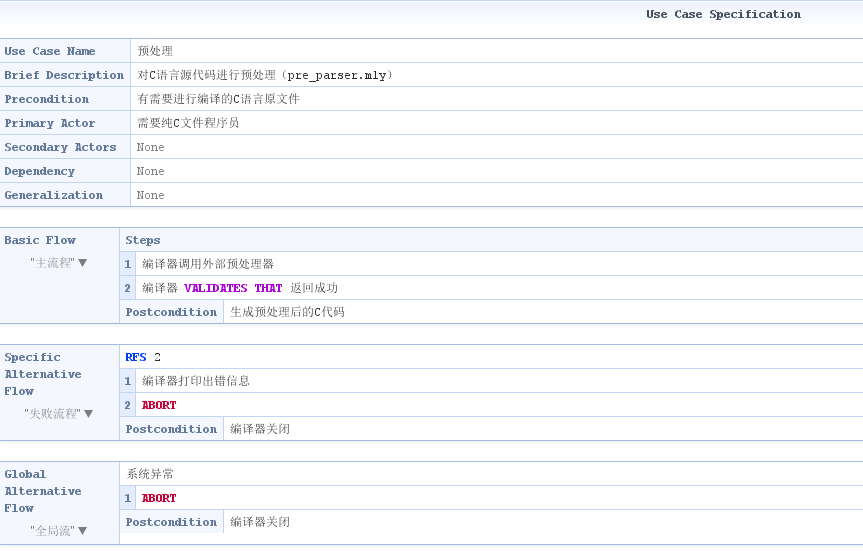 Use Case Specification
Use Case Name 预处理
Brief Description 对C语言源代码进行预处理（pre_parser.mly）
Precondition 有需要进行编译的C语言原文件
Primary Actor 需要纯C文件程序员
Secondary Actors None
Dependency None
Generalization None
Basic Flow Steps
"主流程" ▼ 1 编译器调用外部预处理器
2 编译器 VALIDATES THAT 返回成功
Postcondition 生成预处理后的C代码
Specific RFS 2
Alternative 1 编译器打印出错信息
Flow 2 ABORT
"失败流程" ▼ Postcondition 编译器关闭
Global 系统异常
Alternative 1 ABORT
Flow
"全局流" ▼ Postcondition 编译器关闭